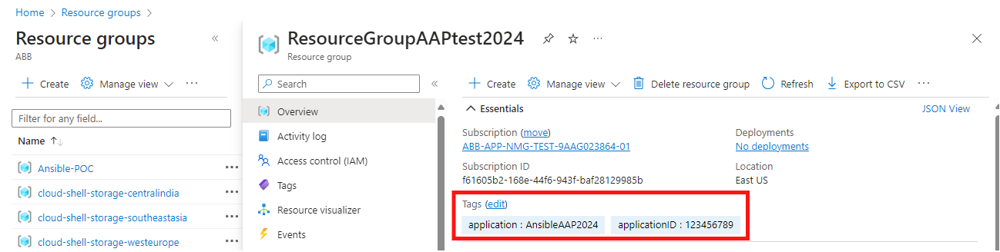 Home > Resource groups >
Resource groups
«
ABB
Create
Manage view
···
Filter for any field...
Name ↑↓
Ansible-POC ···
cloud-shell-storage-centralindia ···
cloud-shell-storage-southeastasia ···
cloud-shell-storage-westeurope ···
ResourceGroupAAPtest2024 ···
Resource group
Search
«
Overview
Activity log
Access control (IAM)
Tags
Resource visualizer
Events
Create Manage view Delete resource group Refresh Export to CSV ···
Essentials
JSON View
Subscription (move)
ABB-APP-NMG-TEST-9AAG023864-01
Subscription ID
f61605b2-168e-44f6-943f-baf28129985b
Deployments
No deployments
Location
East US
Tags (edit)
application : AnsibleAAP2024
applicationID : 123456789